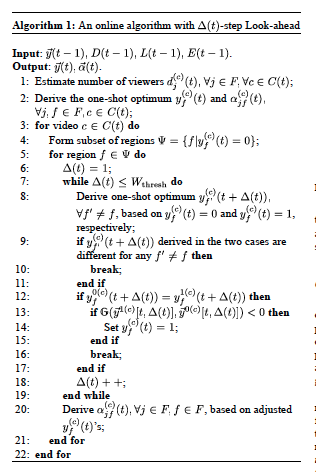 Algorithm 1: An online algorithm with Δ(t)-step Look-ahead
Input: y⃗(t − 1), D(t − 1), L(t − 1), E(t − 1).
Output: y⃗(t), α⃗(t).
1: Estimate number of viewers d_j^(c)(t), ∀j ∈ F, ∀c ∈ C(t);
2: Derive the one-shot optimum y_f^(c)(t) and α_jf^(c)(t),
∀j, f ∈ F, c ∈ C(t);
3: for video c ∈ C(t) do
4: Form subset of regions Ψ = {f|y_f^(c)(t) = 0};
5: for region f ∈ Ψ do
6: Δ(t) = 1;
7: while Δ(t) ≤ W_thresh do
8: Derive one-shot optimum y_f′^(c)(t + Δ(t)),
∀f′ ≠ f, based on y_f^(c)(t) = 0 and y_f^(c)(t) = 1,
respectively;
9: if y_f′^(c)(t + Δ(t)) derived in the two cases are
different for any f′ ≠ f then
10: break;
11: end if
12: if y_f^0(c)(t + Δ(t)) = y_f^1(c)(t + Δ(t)) then
13: if G(y⃗^1(c)[t, Δ(t)], y⃗^0(c)[t, Δ(t)]) < 0 then
14: Set y_f^(c)(t) = 1;
15: end if
16: break;
17: end if
18: Δ(t) + +;
19: end while
20: Derive α_jf^(c)(t), ∀j ∈ F, f ∈ F, based on adjusted
y_f^(c)(t)'s;
21: end for
22: end for